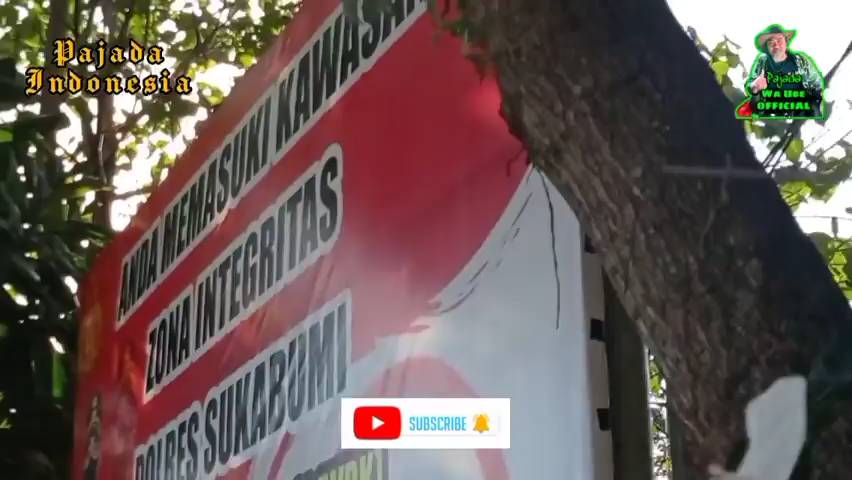 Pajada
Indonesia
Pajada
WA UBE
OFFICIAL
ANDA MEMASUKI KAWASAN
ZONA INTEGRITAS
POLRES SUKABUMI
SUBSCRIBE